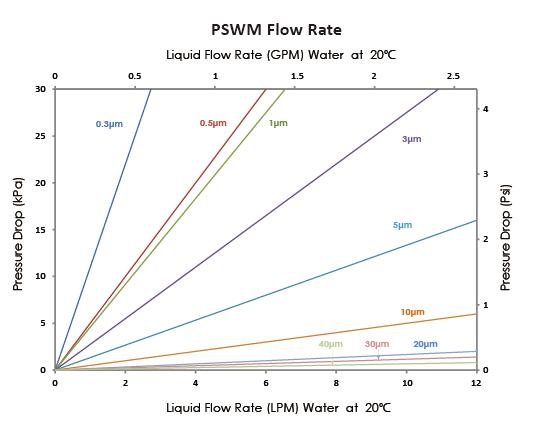 PSWM Flow Rate
Liquid Flow Rate (GPM) Water at 20°C
0 0.5 1 1.5 2 2.5
30
25
20
15
10
5
0
Pressure Drop (kPa)
4
3
2
1
0
Pressure Drop (Psi)
0.3µm
0.5µm
1µm
3µm
5µm
10µm
40µm 30µm 20µm
0 2 4 6 8 10 12
Liquid Flow Rate (LPM) Water at 20°C